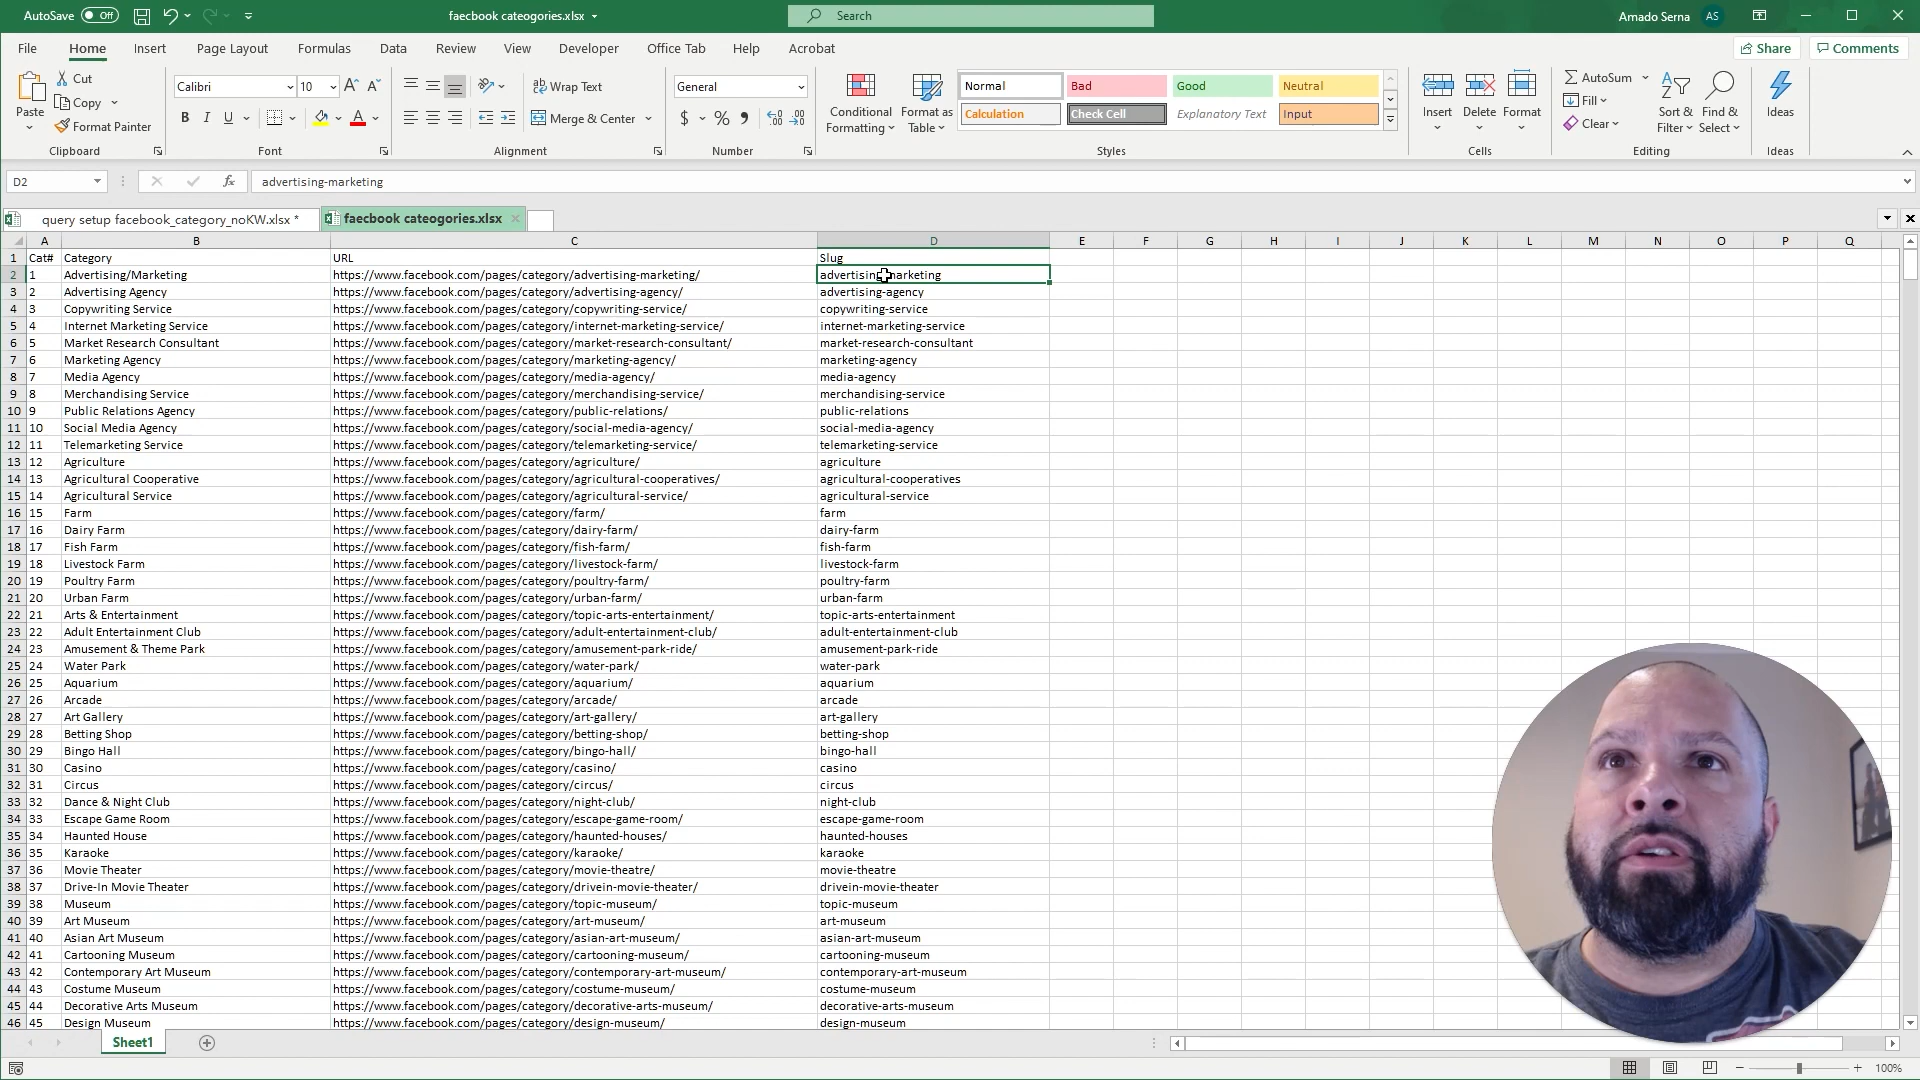 AutoSave Off faecbook cateogories.xlsx Search Amado Serna AS
File Home Insert Page Layout Formulas Data Review View Developer Office Tab Help Acrobat Share Comments
Paste Cut Copy Format Painter
Calibri 10 B I U A
Wrap Text Merge & Center
General $ % 9
Conditional Formatting Format as Table
Normal Bad Good Neutral
Calculation Check Cell Explanatory Text Input
Insert Delete Format
AutoSum Fill Clear Sort & Filter Find & Select Ideas
Clipboard Font Alignment Number Styles Cells Editing Ideas
D2 fx advertising-marketing
query setup facebook_category_noKW.xlsx * faecbook cateogories.xlsx
A B C D E F G H I J K L M N O P Q
1 Cat# Category URL Slug
2 1 Advertising/Marketing https://www.facebook.com/pages/category/advertising-marketing/ advertising-marketing
3 2 Advertising Agency https://www.facebook.com/pages/category/advertising-agency/ advertising-agency
4 3 Copywriting Service https://www.facebook.com/pages/category/copywriting-service/ copywriting-service
5 4 Internet Marketing Service https://www.facebook.com/pages/category/internet-marketing-service/ internet-marketing-service
6 5 Market Research Consultant https://www.facebook.com/pages/category/market-research-consultant/ market-research-consultant
7 6 Marketing Agency https://www.facebook.com/pages/category/marketing-agency/ marketing-agency
8 7 Media Agency https://www.facebook.com/pages/category/media-agency/ media-agency
9 8 Merchandising Service https://www.facebook.com/pages/category/merchandising-service/ merchandising-service
10 9 Public Relations Agency https://www.facebook.com/pages/category/public-relations/ public-relations
11 10 Social Media Agency https://www.facebook.com/pages/category/social-media-agency/ social-media-agency
12 11 Telemarketing Service https://www.facebook.com/pages/category/telemarketing-service/ telemarketing-service
13 12 Agriculture https://www.facebook.com/pages/category/agriculture/ agriculture
14 13 Agricultural Cooperative https://www.facebook.com/pages/category/agricultural-cooperatives/ agricultural-cooperatives
15 14 Agricultural Service https://www.facebook.com/pages/category/agricultural-service/ agricultural-service
16 15 Farm https://www.facebook.com/pages/category/farm/ farm
17 16 Dairy Farm https://www.facebook.com/pages/category/dairy-farm/ dairy-farm
18 17 Fish Farm https://www.facebook.com/pages/category/fish-farm/ fish-farm
19 18 Livestock Farm https://www.facebook.com/pages/category/livestock-farm/ livestock-farm
20 19 Poultry Farm https://www.facebook.com/pages/category/poultry-farm/ poultry-farm
21 20 Urban Farm https://www.facebook.com/pages/category/urban-farm/ urban-farm
22 21 Arts & Entertainment https://www.facebook.com/pages/category/topic-arts-entertainment/ topic-arts-entertainment
23 22 Adult Entertainment Club https://www.facebook.com/pages/category/adult-entertainment-club/ adult-entertainment-club
24 23 Amusement & Theme Park https://www.facebook.com/pages/category/amusement-park-ride/ amusement-park-ride
25 24 Water Park https://www.facebook.com/pages/category/water-park/ water-park
26 25 Aquarium https://www.facebook.com/pages/category/aquarium/ aquarium
27 26 Arcade https://www.facebook.com/pages/category/arcade/ arcade
28 27 Art Gallery https://www.facebook.com/pages/category/art-gallery/ art-gallery
29 28 Betting Shop https://www.facebook.com/pages/category/betting-shop/ betting-shop
30 29 Bingo Hall https://www.facebook.com/pages/category/bingo-hall/ bingo-hall
31 30 Casino https://www.facebook.com/pages/category/casino/ casino
32 31 Circus https://www.facebook.com/pages/category/circus/ circus
33 32 Dance & Night Club https://www.facebook.com/pages/category/night-club/ night-club
34 33 Escape Game Room https://www.facebook.com/pages/category/escape-game-room/ escape-game-room
35 34 Haunted House https://www.facebook.com/pages/category/haunted-houses/ haunted-houses
36 35 Karaoke https://www.facebook.com/pages/category/karaoke/ karaoke
37 36 Movie Theater https://www.facebook.com/pages/category/movie-theatre/ movie-theatre
38 37 Drive-In Movie Theater https://www.facebook.com/pages/category/drivein-movie-theater/ drivein-movie-theater
39 38 Museum https://www.facebook.com/pages/category/topic-museum/ topic-museum
40 39 Art Museum https://www.facebook.com/pages/category/art-museum/ art-museum
41 40 Asian Art Museum https://www.facebook.com/pages/category/asian-art-museum/ asian-art-museum
42 41 Cartooning Museum https://www.facebook.com/pages/category/cartooning-museum/ cartooning-museum
43 42 Contemporary Art Museum https://www.facebook.com/pages/category/contemporary-art-museum/ contemporary-art-museum
44 43 Costume Museum https://www.facebook.com/pages/category/costume-museum/ costume-museum
45 44 Decorative Arts Museum https://www.facebook.com/pages/category/decorative-arts-museum/ decorative-arts-museum
46 45 Design Museum https://www.facebook.com/pages/category/design-museum/ design-museum
Sheet1
100%